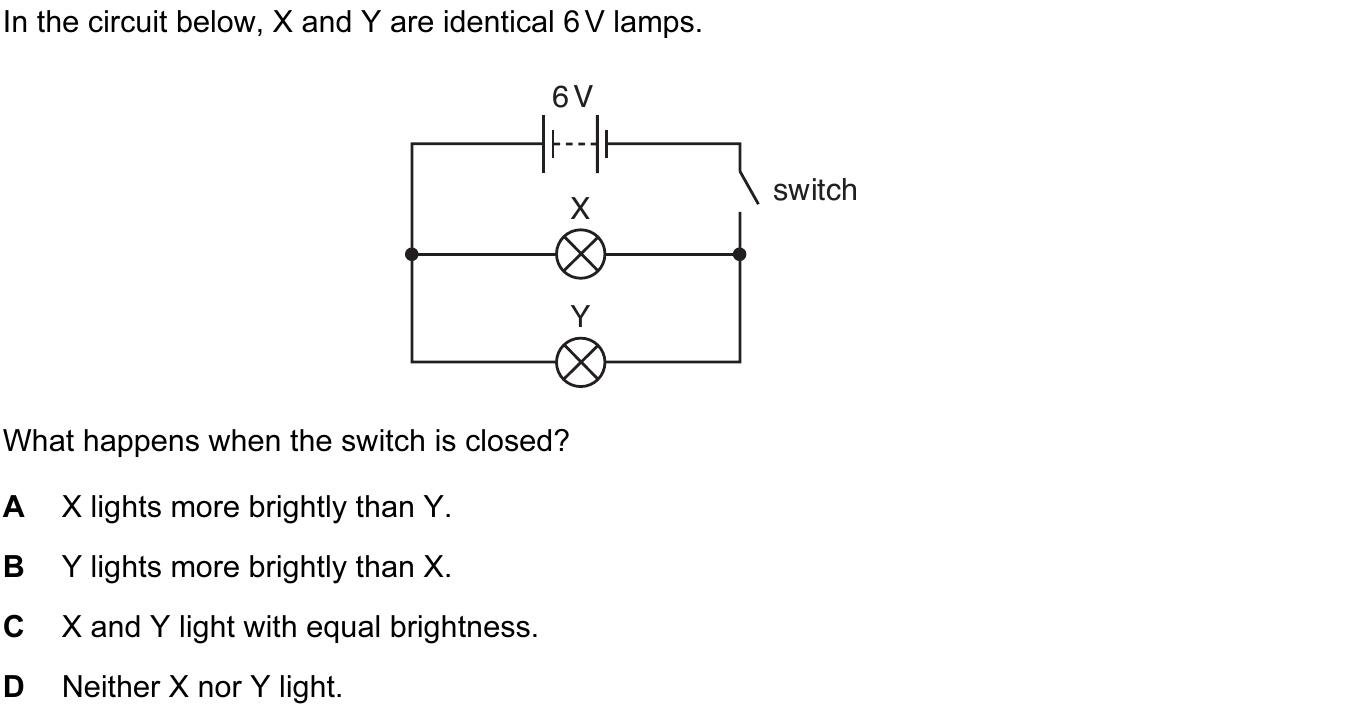 In the circuit below, X and Y are identical 6 V lamps.
6 V
switch
X
Y
What happens when the switch is closed?
A X lights more brightly than Y.
B Y lights more brightly than X.
C X and Y light with equal brightness.
D Neither X nor Y light.